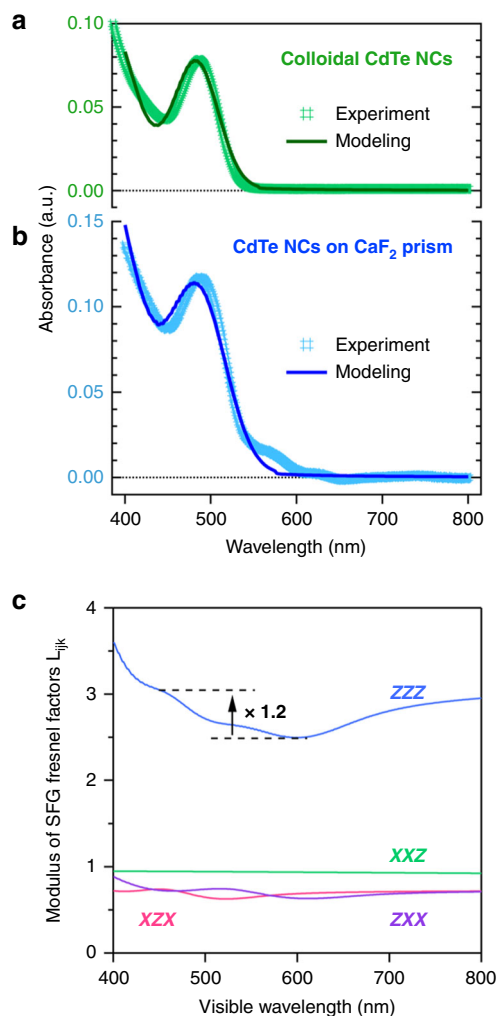 a
0.10
0.05
0.00
Colloidal CdTe NCs
Experiment
Modeling
b
0.15
0.10
0.05
0.00
CdTe NCs on CaF₂ prism
Experiment
Modeling
Absorbance (a.u.)
400 500 600 700 800
Wavelength (nm)
c
4
3
2
1
0
ZZZ
× 1.2
XXZ
XZX
ZXX
Modulus of SFG fresnel factors Lᵢⱼₖ
400 500 600 700 800
Visible wavelength (nm)